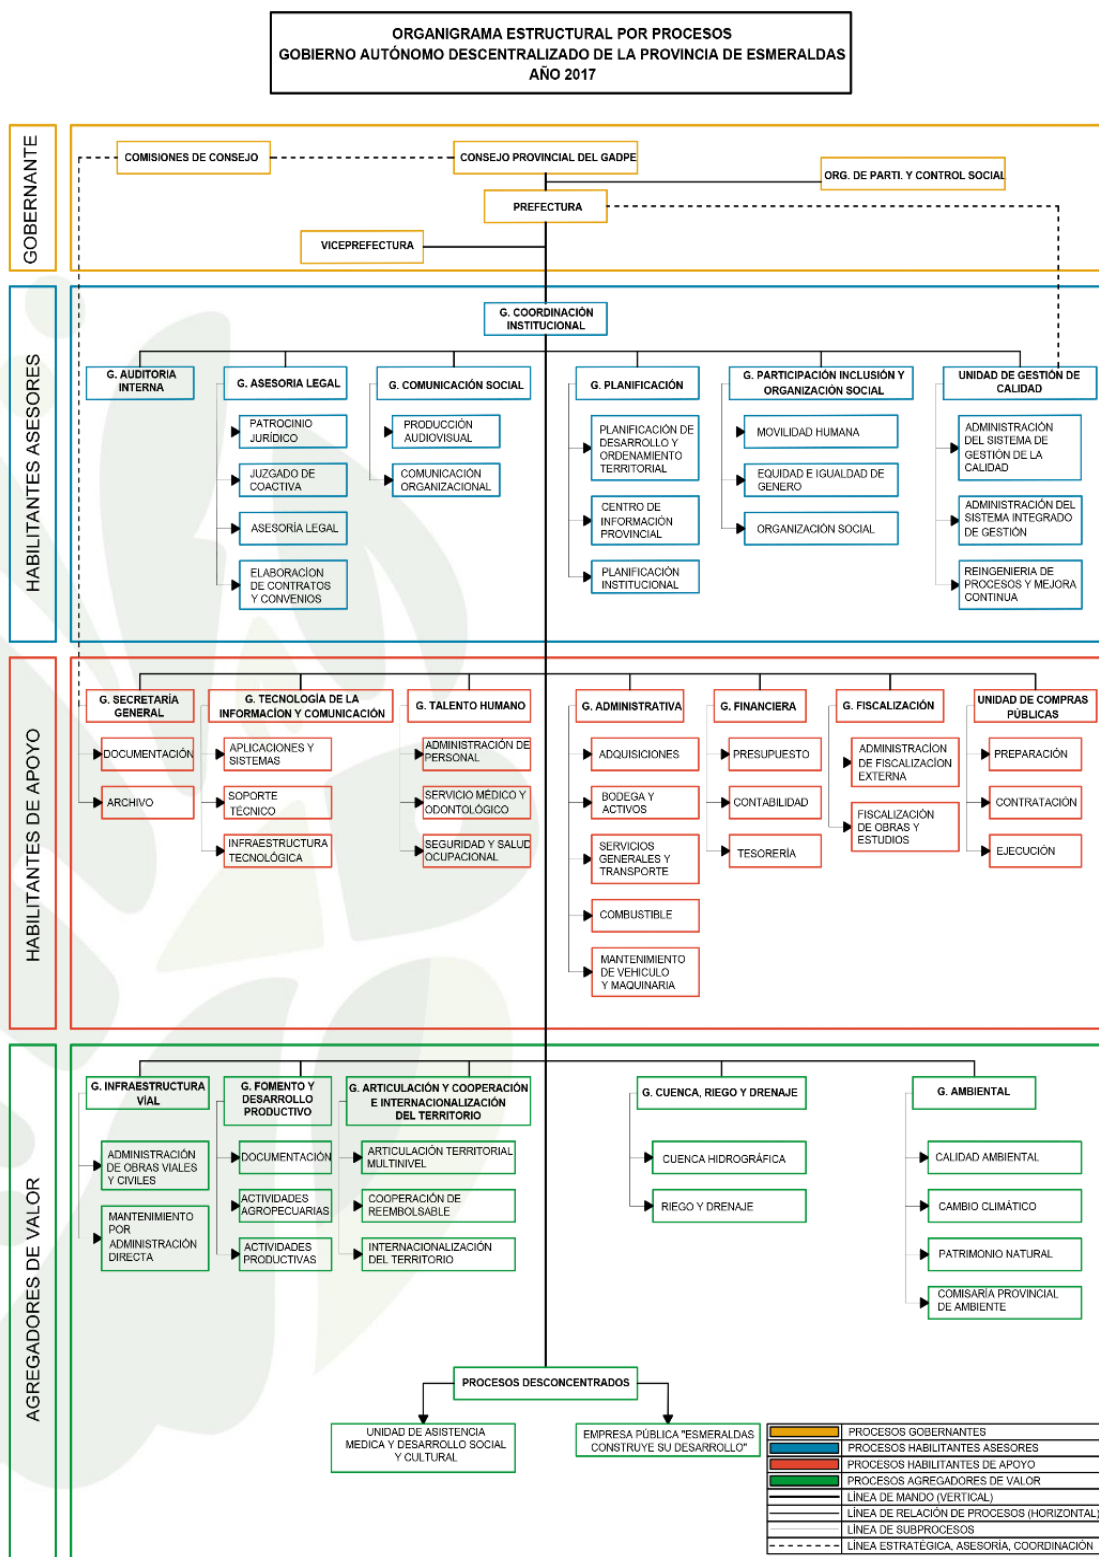 ORGANIGRAMA ESTRUCTURAL POR PROCESOS
GOBIERNO AUTÓNOMO DESCENTRALIZADO DE LA PROVINCIA DE ESMERALDAS
AÑO 2017
GOBERNANTE
COMISIONES DE CONSEJO
CONSEJO PROVINCIAL DEL GADPE
ORG. DE PARTI. Y CONTROL SOCIAL
PREFECTURA
VICEPREFECTURA
HABILITANTES ASESORES
G. COORDINACIÓN
INSTITUCIONAL
G. AUDITORIA
INTERNA
G. ASESORIA LEGAL
PATROCINIO
JURÍDICO
JUZGADO DE
COACTIVA
ASESORÍA LEGAL
ELABORACÍON
DE CONTRATOS
Y CONVENIOS
G. COMUNICACIÓN SOCIAL
PRODUCCIÓN
AUDIOVISUAL
COMUNICACIÓN
ORGANIZACIONAL
G. PLANIFICACIÓN
PLANIFICACIÓN DE
DESARROLLO Y
ORDENAMIENTO
TERRITORIAL
CENTRO DE
INFORMACIÓN
PROVINCIAL
PLANIFICACIÓN
INSTITUCIONAL
G. PARTICIPACIÓN INCLUSIÓN Y
ORGANIZACIÓN SOCIAL
MOVILIDAD HUMANA
EQUIDAD E IGUALDAD DE
GENERO
ORGANIZACIÓN SOCIAL
UNIDAD DE GESTIÓN DE
CALIDAD
ADMINISTRACIÓN
DEL SISTEMA DE
GESTIÓN DE LA
CALIDAD
ADMINISTRACIÓN DEL
SISTEMA INTEGRADO
DE GESTIÓN
REINGENIERIA DE
PROCESOS Y MEJORA
CONTINUA
HABILITANTES DE APOYO
G. SECRETARÍA
GENERAL
DOCUMENTACIÓN
ARCHIVO
G. TECNOLOGÍA DE LA
INFORMACÍON Y COMUNICACIÓN
APLICACIONES Y
SISTEMAS
SOPORTE
TÉCNICO
INFRAESTRUCTURA
TECNOLÓGICA
G. TALENTO HUMANO
ADMINISTRACIÓN DE
PERSONAL
SERVICIO MÉDICO Y
ODONTOLÓGICO
SEGURIDAD Y SALUD
OCUPACIONAL
G. ADMINISTRATIVA
ADQUISICIONES
BODEGA Y
ACTIVOS
SERVICIOS
GENERALES Y
TRANSPORTE
COMBUSTIBLE
MANTENIMIENTO
DE VEHICULO
Y MAQUINARIA
G. FINANCIERA
PRESUPUESTO
CONTABILIDAD
TESORERÍA
G. FISCALIZACIÓN
ADMINISTRACÍON
DE FISCALIZACÍON
EXTERNA
FISCALIZACIÓN
DE OBRAS Y
ESTUDIOS
UNIDAD DE COMPRAS
PÚBLICAS
PREPARACIÓN
CONTRATACIÓN
EJECUCIÓN
AGREGADORES DE VALOR
G. INFRAESTRUCTURA
VÍAL
ADMINISTRACIÓN
DE OBRAS VIALES
Y CIVILES
MANTENIMIENTO
POR
ADMINISTRACIÓN
DIRECTA
G. FOMENTO Y
DESARROLLO
PRODUCTIVO
DOCUMENTACIÓN
ACTIVIDADES
AGROPECUARIAS
ACTIVIDADES
PRODUCTIVAS
G. ARTICULACIÓN Y COOPERACIÓN
E INTERNACIONALIZACIÓN
DEL TERRITORIO
ARTICULACIÓN TERRITORIAL
MULTINIVEL
COOPERACIÓN DE
REEMBOLSABLE
INTERNACIONALIZACIÓN
DEL TERRITORIO
G. CUENCA, RIEGO Y DRENAJE
CUENCA HIDROGRÁFICA
RIEGO Y DRENAJE
G. AMBIENTAL
CALIDAD AMBIENTAL
CAMBIO CLIMÁTICO
PATRIMONIO NATURAL
COMISARÍA PROVINCIAL
DE AMBIENTE
PROCESOS DESCONCENTRADOS
UNIDAD DE ASISTENCIA
MEDICA Y DESARROLLO SOCIAL
Y CULTURAL
EMPRESA PÚBLICA "ESMERALDAS
CONSTRUYE SU DESARROLLO"
PROCESOS GOBERNANTES
PROCESOS HABILITANTES ASESORES
PROCESOS HABILITANTES DE APOYO
PROCESOS AGREGADORES DE VALOR
LÍNEA DE MANDO (VERTICAL)
LÍNEA DE RELACIÓN DE PROCESOS (HORIZONTAL)
LÍNEA DE SUBPROCESOS
LÍNEA ESTRATÉGICA, ASESORÍA, COORDINACIÓN